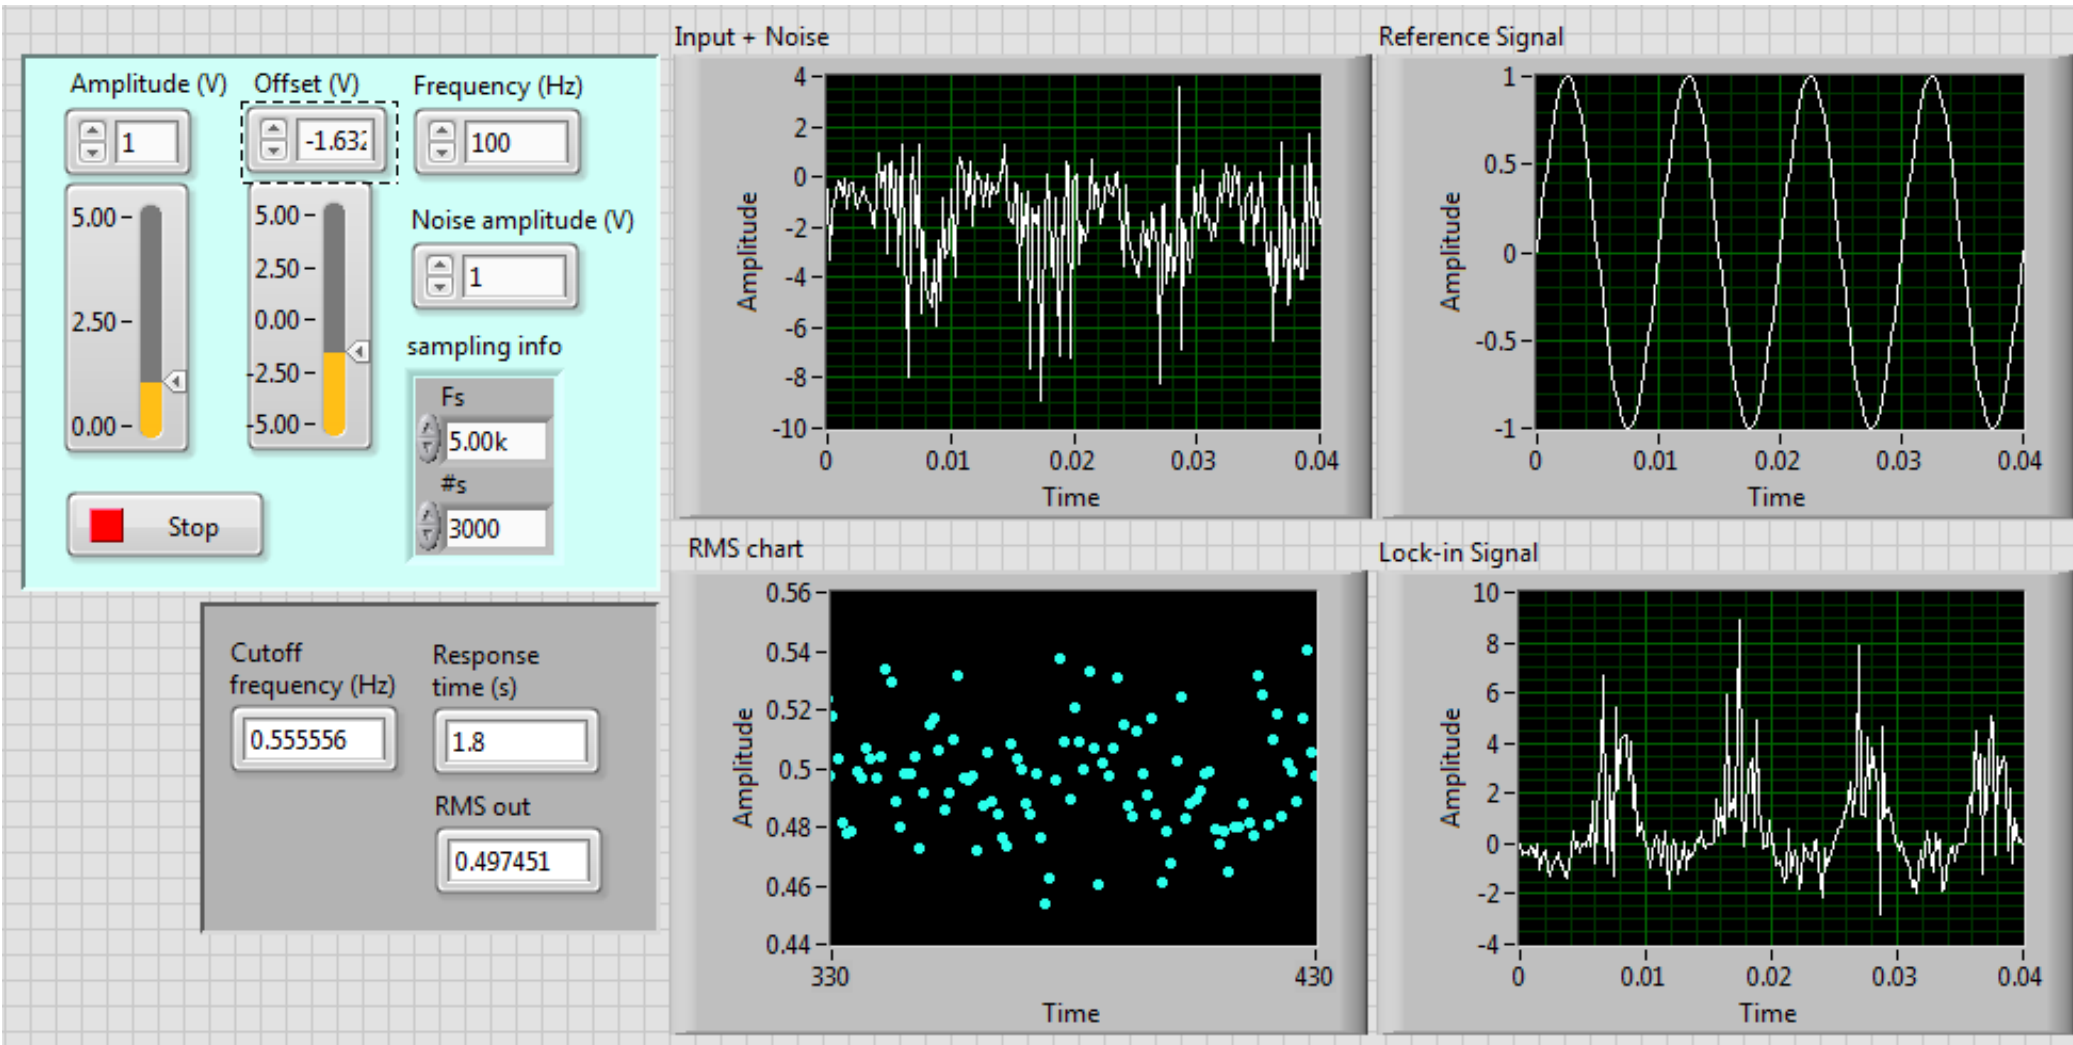 Amplitude (V)
Offset (V)
Frequency (Hz)
1
-1.632
100
5.00
2.50
0.00
5.00
2.50
0.00
-2.50
-5.00
Noise amplitude (V)
1
sampling info
Fs
5.00k
#s
3000
Stop
Cutoff
frequency (Hz)
0.555556
Response
time (s)
1.8
RMS out
0.497451
Input + Noise
Amplitude
4
2
0
-2
-4
-6
-8
-10
0
0.01
0.02
0.03
0.04
Time
Reference Signal
Amplitude
1
0.5
0
-0.5
-1
0
0.01
0.02
0.03
0.04
Time
RMS chart
Amplitude
0.56
0.54
0.52
0.5
0.48
0.46
0.44
330
430
Time
Lock-in Signal
Amplitude
10
8
6
4
2
0
-2
-4
0
0.01
0.02
0.03
0.04
Time